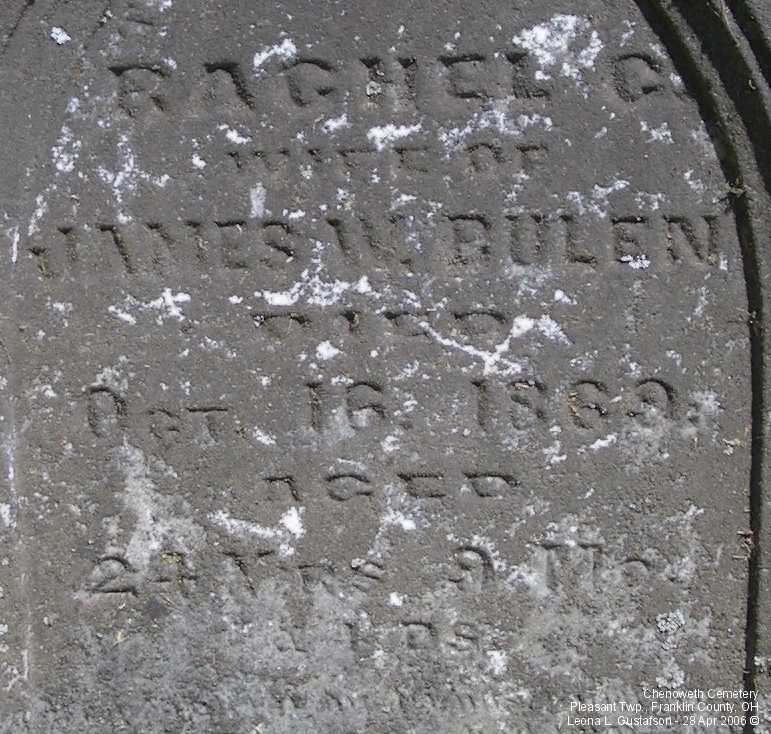 RACHEL C.
WIFE OF
JAMES W. BULEN
DIED
OCT. 16. 1869.
AGED
24 YRS 9 MO.
Chenoweth Cemetery
Pleasant Twp., Franklin County, OH
Leona L. Gustafson - 28 Apr 2006 ©